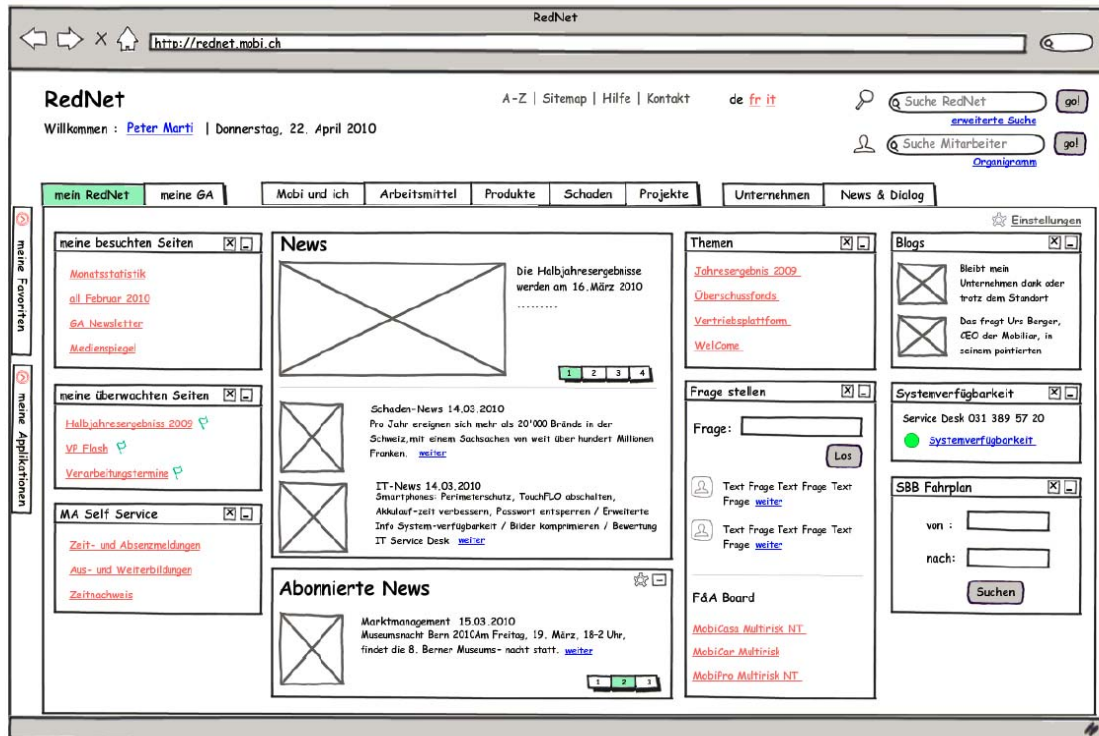 RedNet
http://rednet.mobi.ch
RedNet
A-Z | Sitemap | Hilfe | Kontakt
de fr it
Suche RedNet
go!
erweiterte Suche
Willkommen : Peter Marti | Donnerstag, 22. April 2010
Suche Mitarbeiter
go!
Organigramm
mein RedNet
meine GA
Mobi und ich
Arbeitsmittel
Produkte
Schaden
Projekte
Unternehmen
News & Dialog
Einstellungen
meine Favoriten
meine Applikationen
meine besuchten Seiten
Monatsstatistik
all Februar 2010
GA Newsletter
Medienspiegel
meine überwachten Seiten
Halbjahresergebniss 2009
VP Flash
Verarbeitungstermine
MA Self Service
Zeit- und Absenzmeldungen
Aus- und Weiterbildungen
Zeitnachweis
News
Die Halbjahresergebnisse
werden am 16.März 2010
.........
1 2 3 4
Schaden-News 14.03.2010
Pro Jahr ereignen sich mehr als 20'000 Brände in der
Schweiz,mit einem Sachsachen von weit über hundert Millionen
Franken. weiter
IT-News 14.03.2010
Smartphones: Perimeterschutz, TouchFLO abschalten,
Akkulauf-zeit verbessern, Passwort entsperren / Erweiterte
Info System-verfügbarkeit / Bilder komprimieren / Bewertung
IT Service Desk weiter
Abornierte News
Marktmanagement 15.03.2010
Museumsnacht Bern 2010Am Freitag, 19. März, 18-2 Uhr,
findet die 8. Berner Museums- nacht statt. weiter
1 2 3
Themen
Jahresergebnis 2009
Überschussfonds
Vertriebsplattform
WelCome
Frage stellen
Frage:
Los
Text Frage Text Frage Text
Frage weiter
Text Frage Text Frage Text
Frage weiter
F&A Board
MobiCasa Multirisk NT
MobiCar Multirisk
MobiPro Multirisk NT
Blogs
Bleibt mein
Unternehmen dank oder
trotz dem Standort
Das fragt Urs Berger,
CEO der Mobiliar, in
seinem pointierten
Systemverfügbarkeit
Service Desk 031 389 57 20
Systemverfügbarkeit
SBB Fahrplan
von :
nach:
Suchen